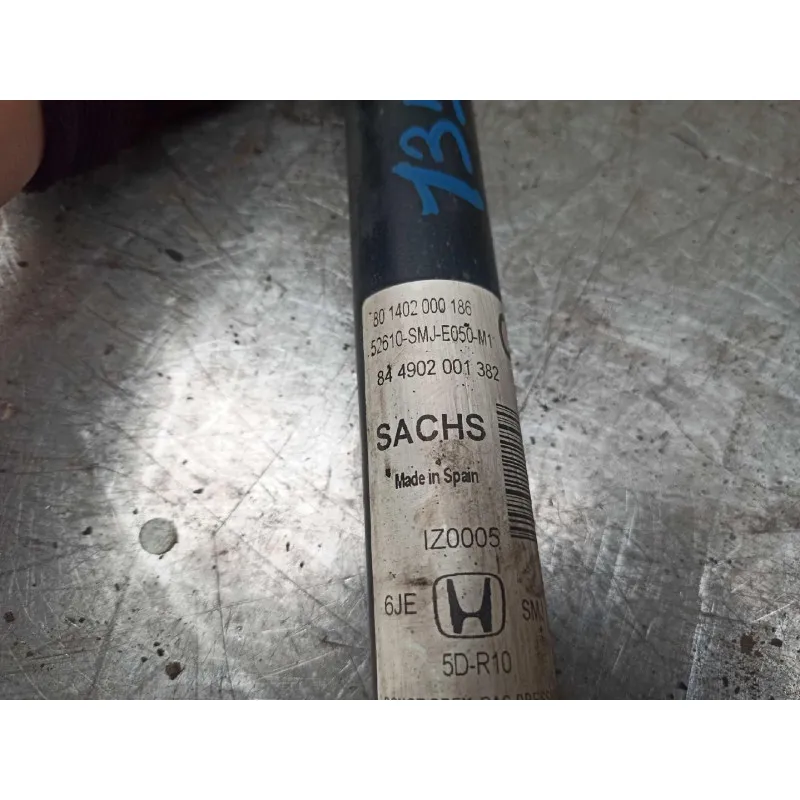 80 1402 000 186
52610-SMJ-E050-M1
84 4902 001 382
SACHS
Made in Spain
IZ0005
6JE SMJ
5D-R10